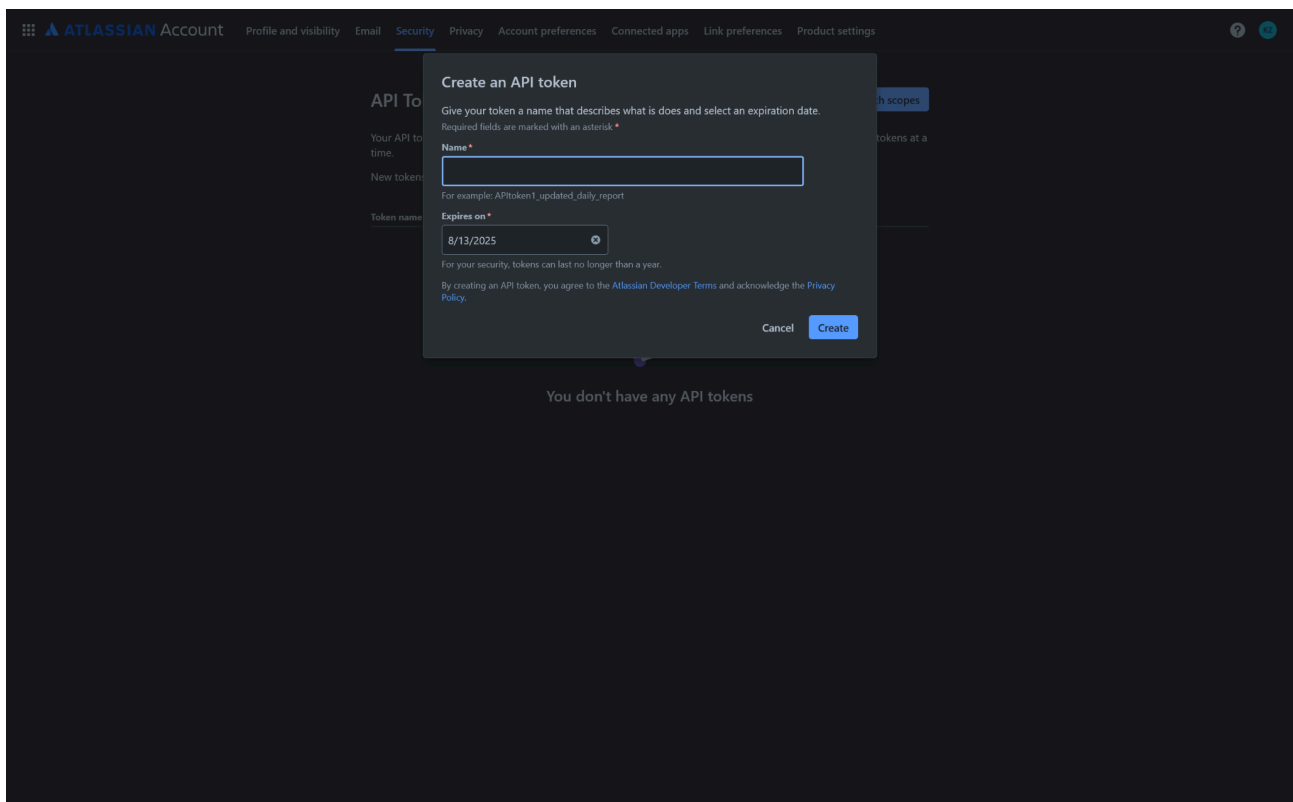 ATLASSIAN Account Profile and visibility Email Security Privacy Account preferences Connected apps Link preferences Product settings ? KZ
Create an API token
API To
h scopes
Give your token a name that describes what is does and select an expiration date.
Required fields are marked with an asterisk *
Your API to
tokens at a
time.
Name *
New token
For example: APItoken1_updated_daily_report
Token name
Expires on *
8/13/2025
For your security, tokens can last no longer than a year.
By creating an API token, you agree to the Atlassian Developer Terms and acknowledge the Privacy
Policy.
Cancel Create
You don't have any API tokens